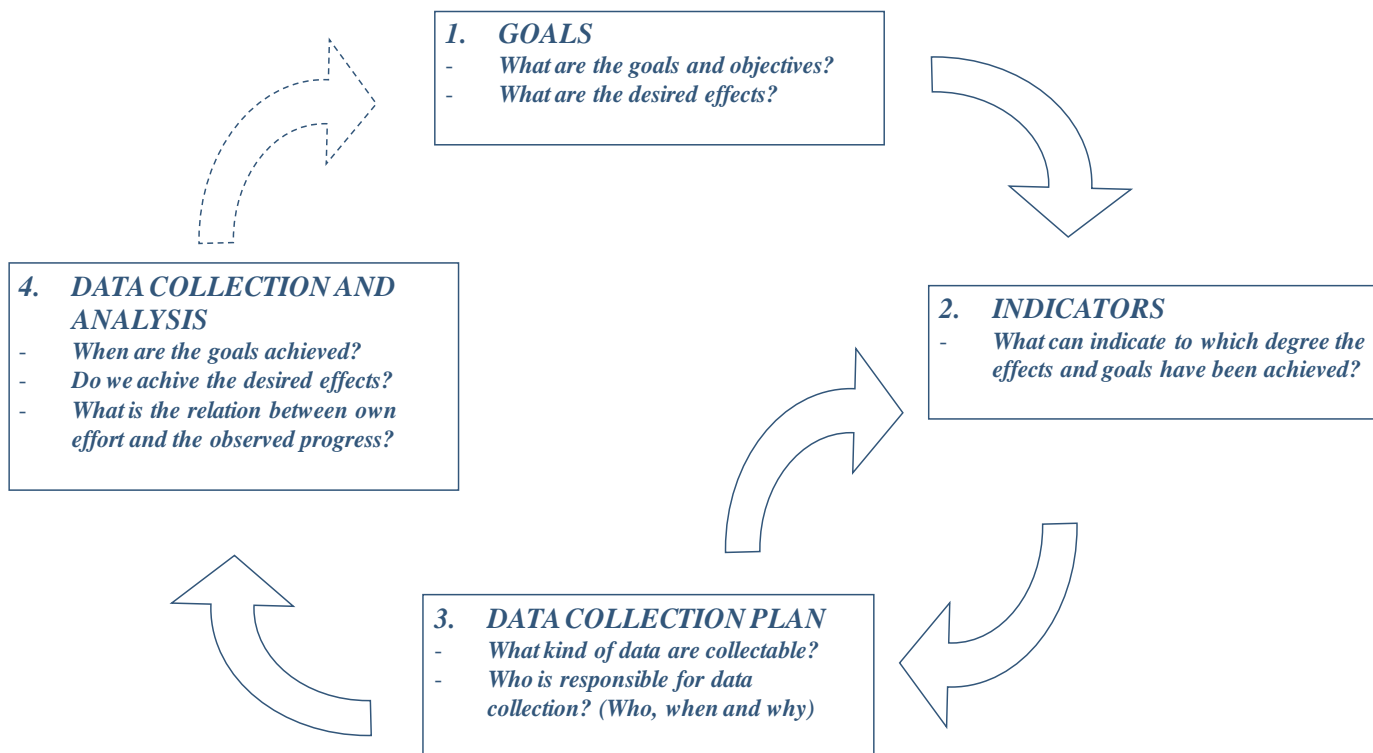 1. GOALS
- What are the goals and objectives?
- What are the desired effects?
2. INDICATORS
- What can indicate to which degree the
effects and goals have been achieved?
3. DATA COLLECTION PLAN
- What kind of data are collectable?
- Who is responsible for data
collection? (Who, when and why)
4. DATA COLLECTION AND
ANALYSIS
- When are the goals achieved?
- Do we achive the desired effects?
- What is the relation between own
effort and the observed progress?